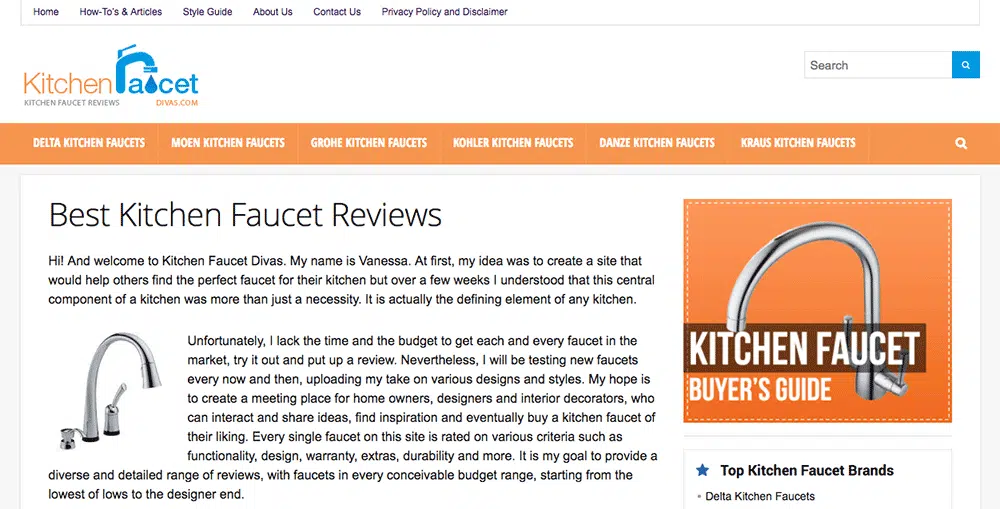 Home How-To's & Articles Style Guide About Us Contact Us Privacy Policy and Disclaimer
Kitchen Faucet
KITCHEN FAUCET REVIEWS DIVAS.COM
Search
DELTA KITCHEN FAUCETS MOEN KITCHEN FAUCETS GROHE KITCHEN FAUCETS KOHLER KITCHEN FAUCETS DANZE KITCHEN FAUCETS KRAUS KITCHEN FAUCETS
Best Kitchen Faucet Reviews
Hi! And welcome to Kitchen Faucet Divas. My name is Vanessa. At first, my idea was to create a site that
would help others find the perfect faucet for their kitchen but over a few weeks I understood that this central
component of a kitchen was more than just a necessity. It is actually the defining element of any kitchen.
Unfortunately, I lack the time and the budget to get each and every faucet in the
market, try it out and put up a review. Nevertheless, I will be testing new faucets
every now and then, uploading my take on various designs and styles. My hope is
to create a meeting place for home owners, designers and interior decorators, who
can interact and share ideas, find inspiration and eventually buy a kitchen faucet of
their liking. Every single faucet on this site is rated on various criteria such as
functionality, design, warranty, extras, durability and more. It is my goal to provide a
diverse and detailed range of reviews, with faucets in every conceivable budget range, starting from the
lowest of lows to the designer end.
KITCHEN FAUCET
BUYER'S GUIDE
Top Kitchen Faucet Brands
Delta Kitchen Faucets